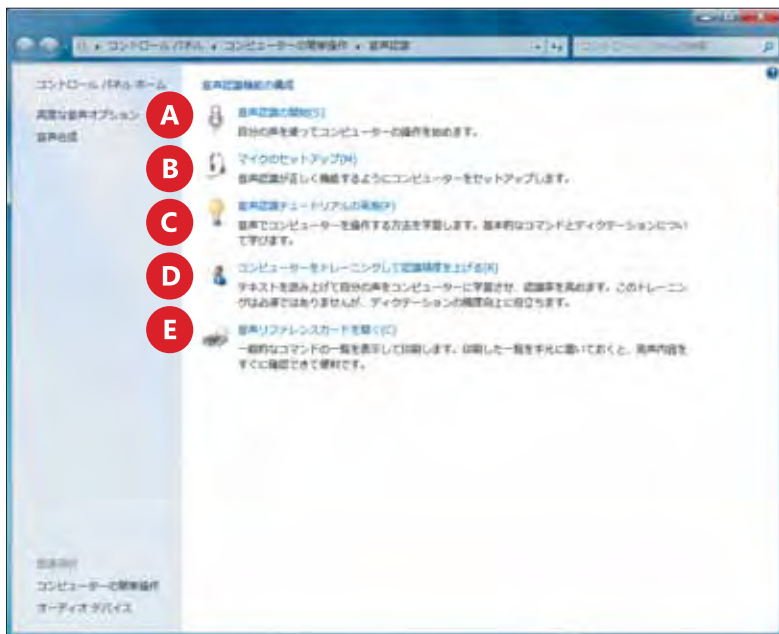 コントロール パネル ▸ コンピューターの簡単操作 ▸ 音声認識
コントロール パネル ホーム
高度な音声オプション
音声合成
音声認識機能の構成
A
音声認識の開始(S)
自分の声を使ってコンピューターの操作を始めます。
B
マイクのセットアップ(M)
音声認識が正しく機能するようにコンピューターをセットアップします。
C
音声認識チュートリアルの実施(P)
音声でコンピューターを操作する方法を学習します。基本的なコマンドとディクテーションについ
て学びます。
D
コンピューターをトレーニングして認識精度を上げる(R)
テキストを読み上げて自分の声をコンピューターに学習させ、認識率を高めます。このトレーニン
グは必須ではありませんが、ディクテーションの精度向上に役立ちます。
E
音声リファレンスカードを開く(C)
一般的なコマンドの一覧を表示して印刷します。印刷した一覧を手元に置いておくと、発声内容を
すぐに確認できて便利です。
コンピューターの簡単操作
オーディオ デバイス